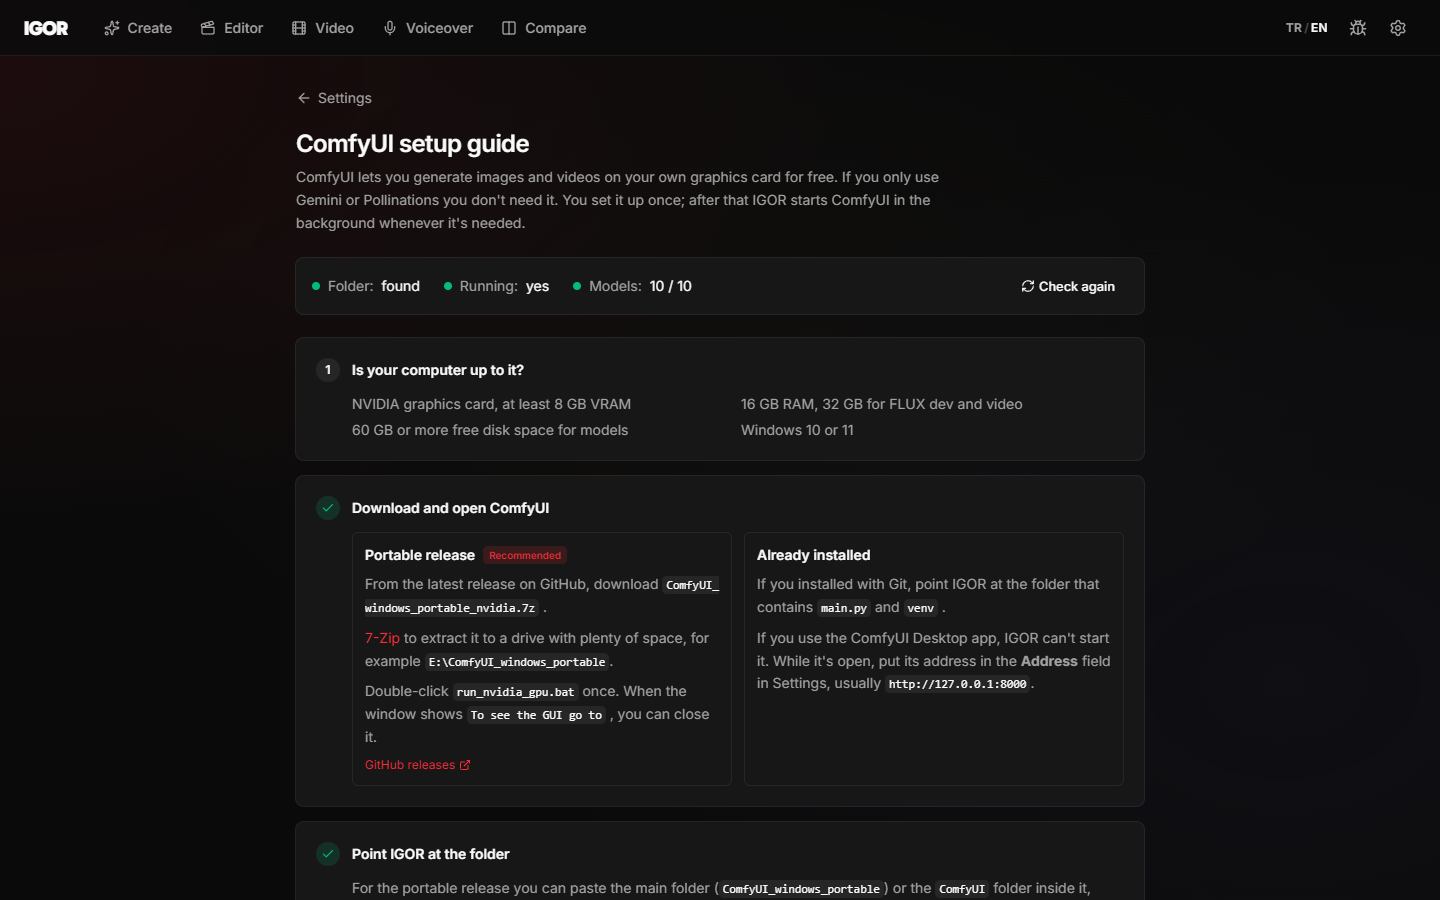 IGOR Create Editor Video Voiceover Compare TR / EN
Settings
ComfyUI setup guide
ComfyUI lets you generate images and videos on your own graphics card for free. If you only use
Gemini or Pollinations you don't need it. You set it up once; after that IGOR starts ComfyUI in the
background whenever it's needed.
Folder: found Running: yes Models: 10 / 10 Check again
1 Is your computer up to it?
NVIDIA graphics card, at least 8 GB VRAM
16 GB RAM, 32 GB for FLUX dev and video
60 GB or more free disk space for models
Windows 10 or 11
Download and open ComfyUI
Portable release Recommended
From the latest release on GitHub, download ComfyUI_
windows_portable_nvidia.7z .
7-Zip to extract it to a drive with plenty of space, for
example E:\ComfyUI_windows_portable.
Double-click run_nvidia_gpu.bat once. When the
window shows To see the GUI go to , you can close
it.
GitHub releases
Already installed
If you installed with Git, point IGOR at the folder that
contains main.py and venv .
If you use the ComfyUI Desktop app, IGOR can't start
it. While it's open, put its address in the Address field
in Settings, usually http://127.0.0.1:8000.
Point IGOR at the folder
For the portable release you can paste the main folder (ComfyUI_windows_portable) or the ComfyUI folder inside it,